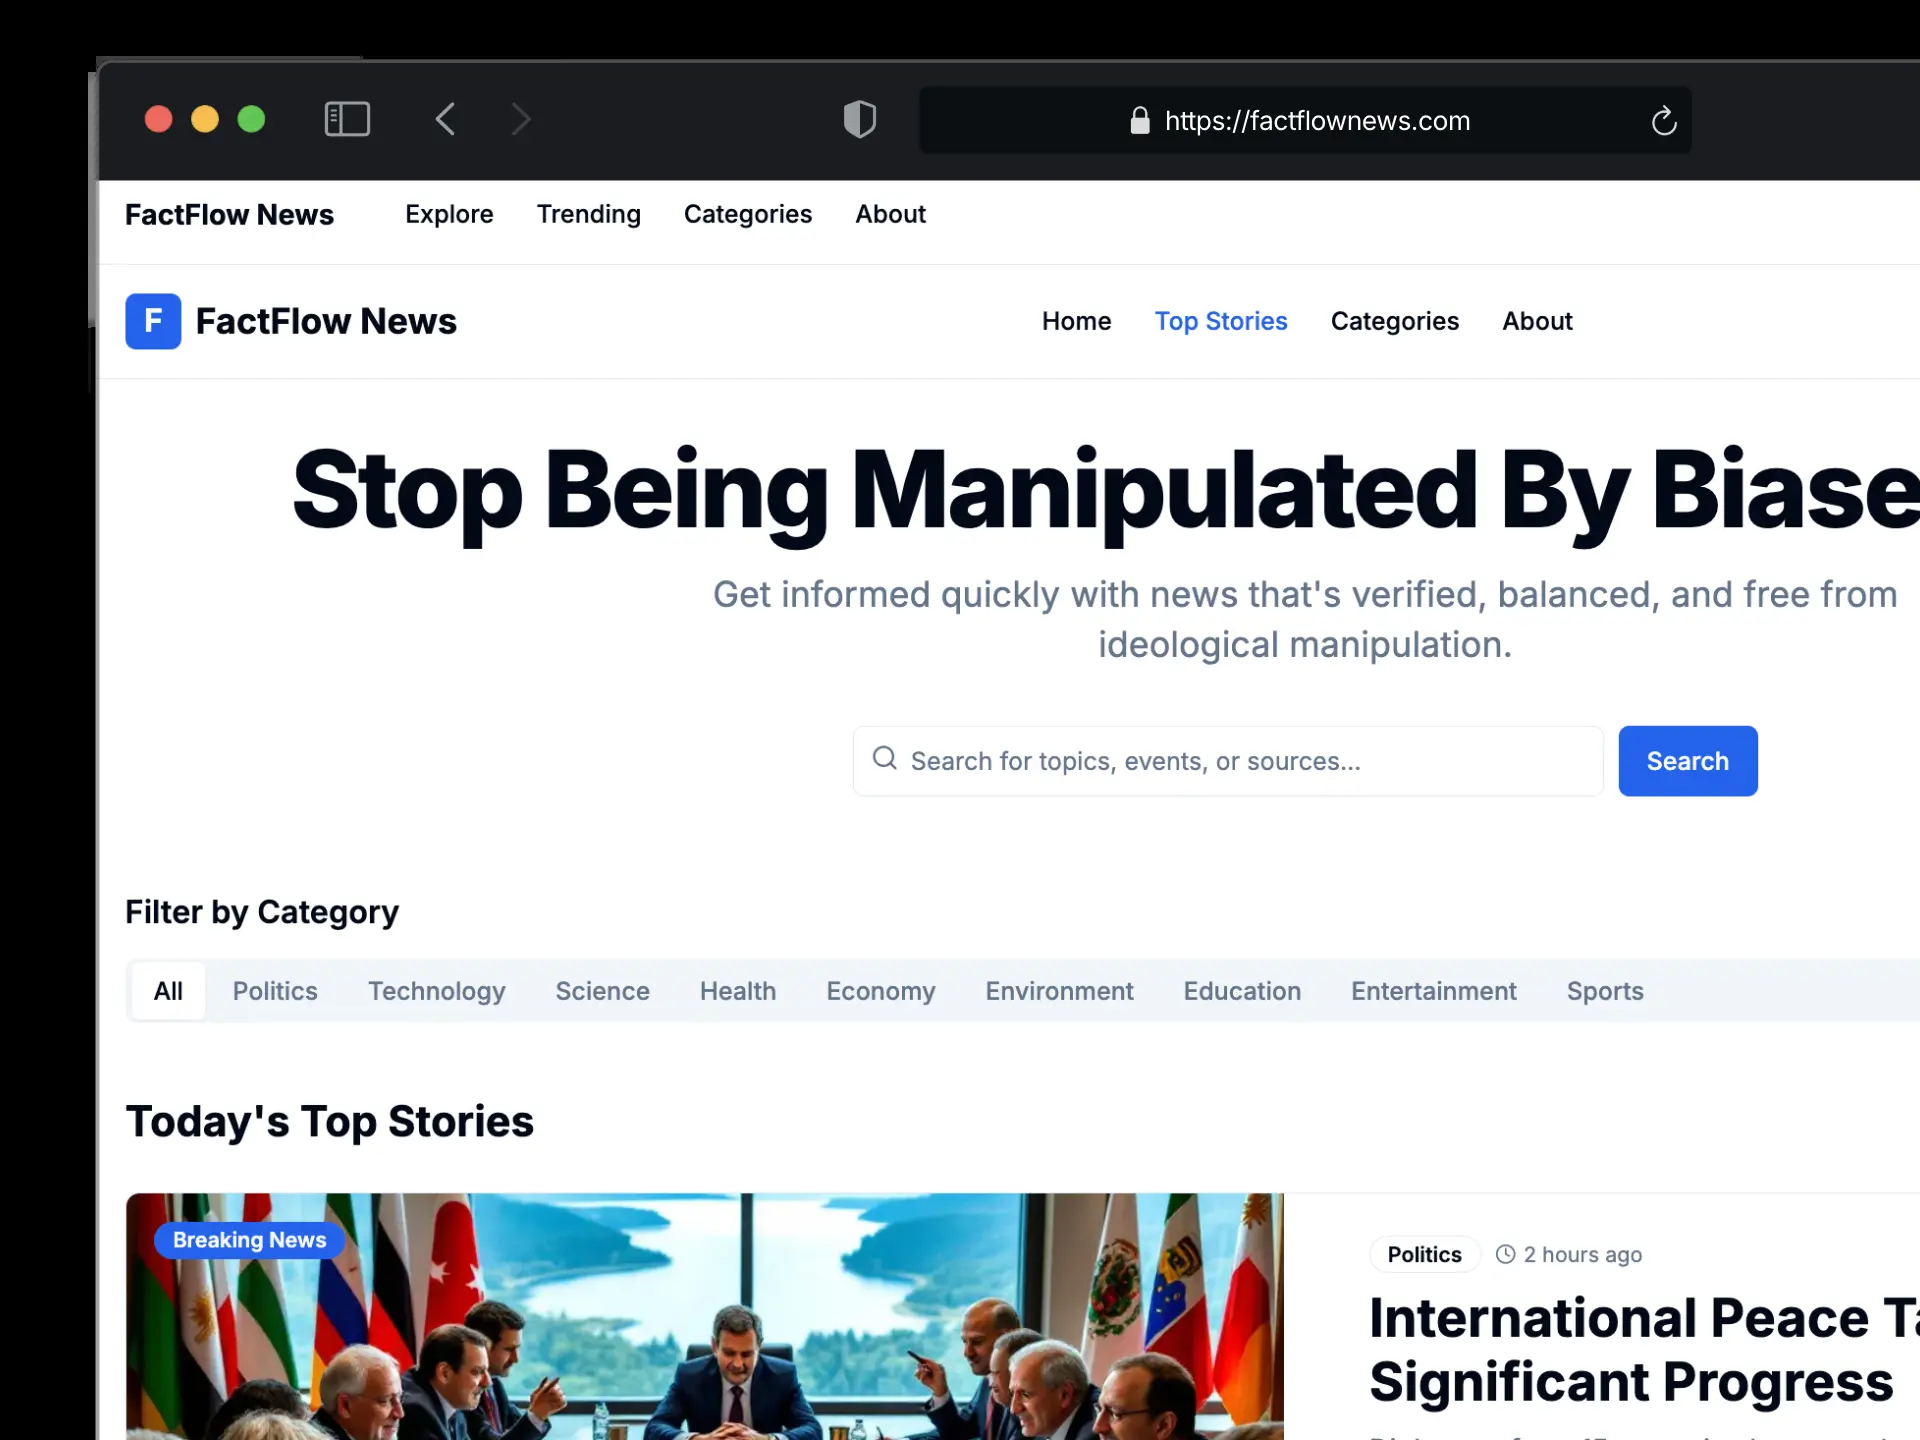 https://factflownews.com
FactFlow News Explore Trending Categories About
F FactFlow News Home Top Stories Categories About
Stop Being Manipulated By Biase
Get informed quickly with news that's verified, balanced, and free from
ideological manipulation.
Search for topics, events, or sources... Search
Filter by Category
All Politics Technology Science Health Economy Environment Education Entertainment Sports
Today's Top Stories
Breaking News
Politics 2 hours ago
International Peace Ta
Significant Progress